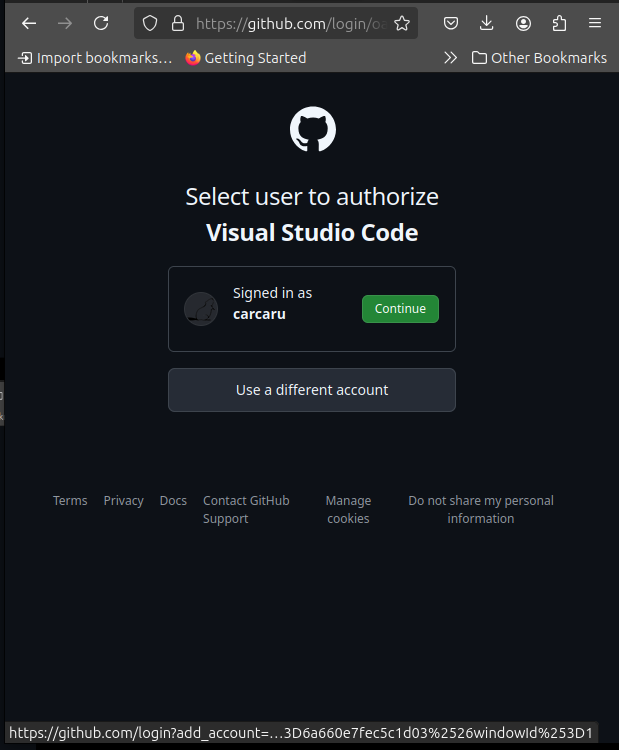 https://github.com/login/oa
Import bookmarks…
Getting Started
Other Bookmarks
Select user to authorize
Visual Studio Code
Signed in as
carcaru
Continue
Use a different account
Terms
Privacy
Docs
Contact GitHub
Support
Manage
cookies
Do not share my personal
information
https://github.com/login?add_account=…3D6a660e7fec5c1d03%2526windowId%253D1